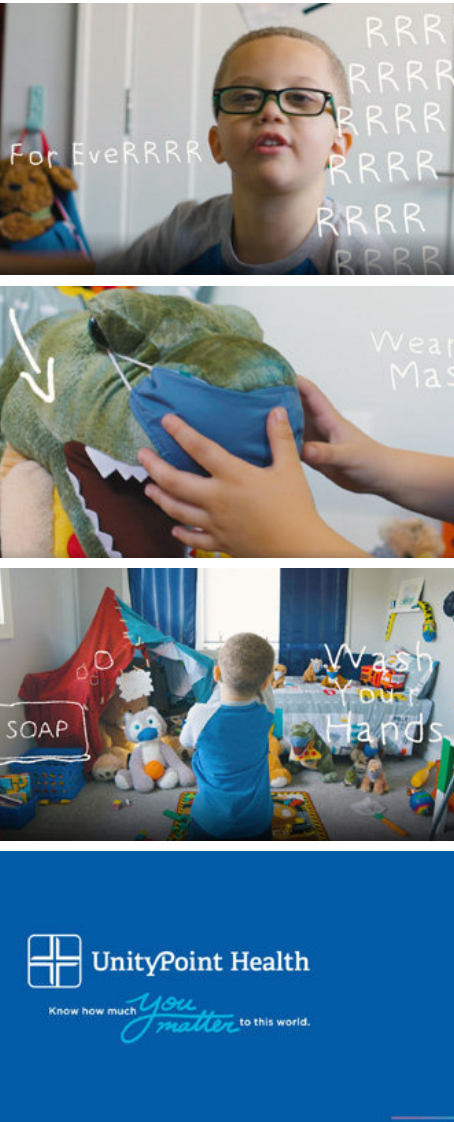 RRR
RRRR
RRRR
For EveRRRR
RRRR
RRRR
RRRR
Wear
Mas
Wash
Your
SOAP
Hands
UnityPoint Health
Know how much you matter to this world.